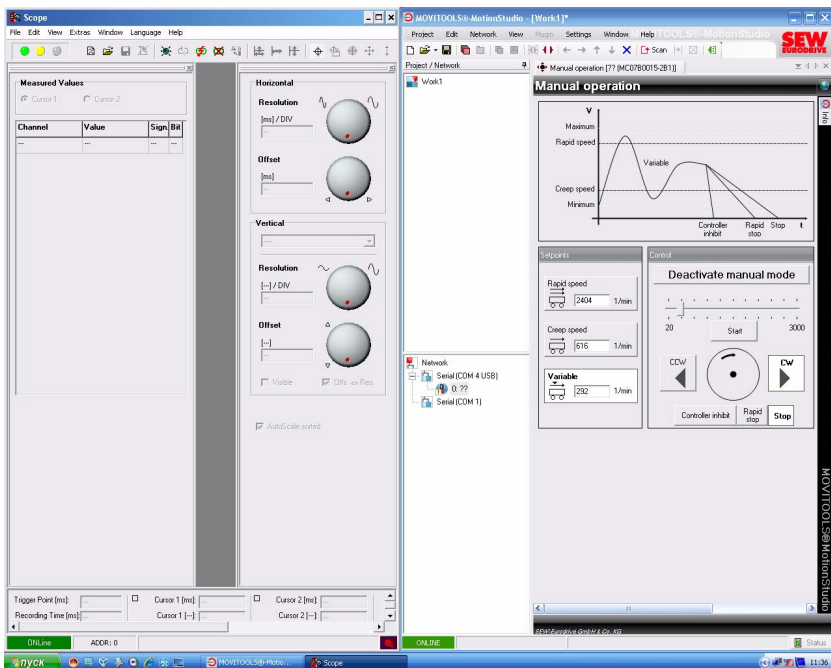 Scope
File Edit View Extras Window Language Help
Measured Values
Cursor 1 Cursor 2
Channel Value Sign. Bit
--- --- --- ---
Horizontal
Resolution
[ms] / DIV
---
Offset
[ms]
---
Vertical
---
Resolution
[---] / DIV
---
Offset
[---]
---
Visible Offs. <> Res.
AutoScale sorted
Trigger Point [ms]: --- Cursor 1 [ms]: --- Cursor 2 [ms]: ---
Recording Time [ms]: --- Cursor 1 [---]: --- Cursor 2 [---]: ---
ONLine ADDR: 0
MOVITOOLS® MotionStudio - [Work1]*
Project Edit Network View Plugin Settings Window Help
Scan
SEW
EURODRIVE
Project / Network
Work1
Network
Serial (COM 4 USB)
0: ??
Serial (COM 1)
Manual operation [?? [MC07B0015-2B1]]
Manual operation
V
Maximum
Rapid speed
Variable
Creep speed
Minimum
Controller inhibit Rapid stop Stop t
Setpoints
Rapid speed
2404 1/min
Creep speed
616 1/min
Variable
292 1/min
Control
Deactivate manual mode
20 Start 3000
CCW CW
Controller inhibit Rapid stop Stop
Info
MOVITOOLS®MotionStudio
SEW-Eurodrive GmbH & Co. KG
ONLINE Status
пуск MOVITOOLS®-Motio... Scope 11:36